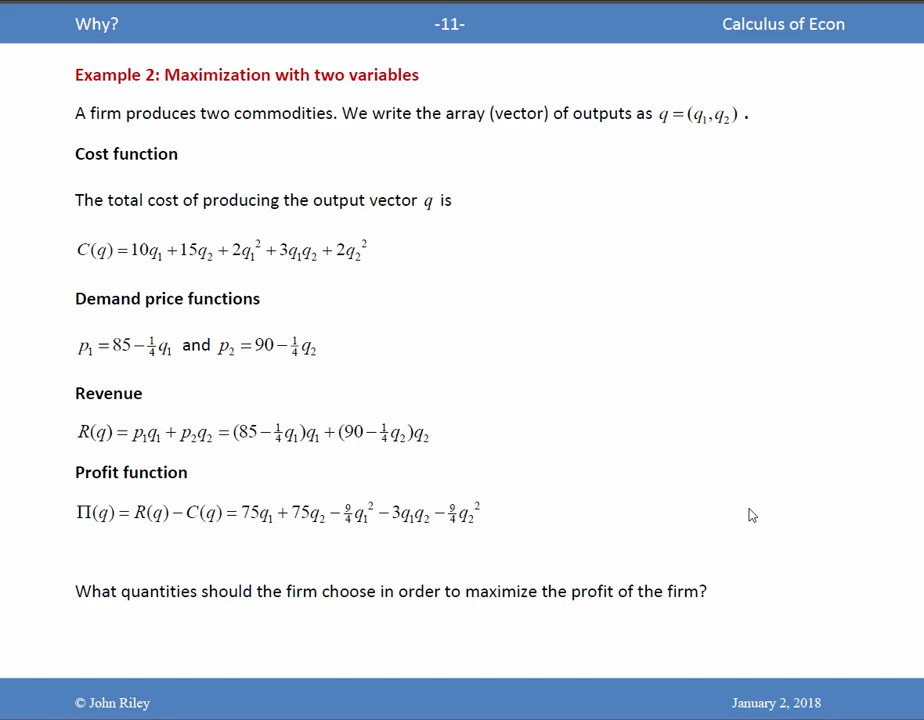 Why? -11- Calculus of Econ
Example 2: Maximization with two variables
A firm produces two commodities. We write the array (vector) of outputs as q = (q₁,q₂) .
Cost function
The total cost of producing the output vector q is
C(q) = 10q₁ + 15q₂ + 2q₁² + 3q₁q₂ + 2q₂²
Demand price functions
p₁ = 85 − ¼q₁ and p₂ = 90 − ¼q₂
Revenue
R(q) = p₁q₁ + p₂q₂ = (85 − ¼q₁)q₁ + (90 − ¼q₂)q₂
Profit function
Π(q) = R(q) − C(q) = 75q₁ + 75q₂ − 9/4 q₁² − 3q₁q₂ − 9/4 q₂²
What quantities should the firm choose in order to maximize the profit of the firm?
© John Riley January 2, 2018